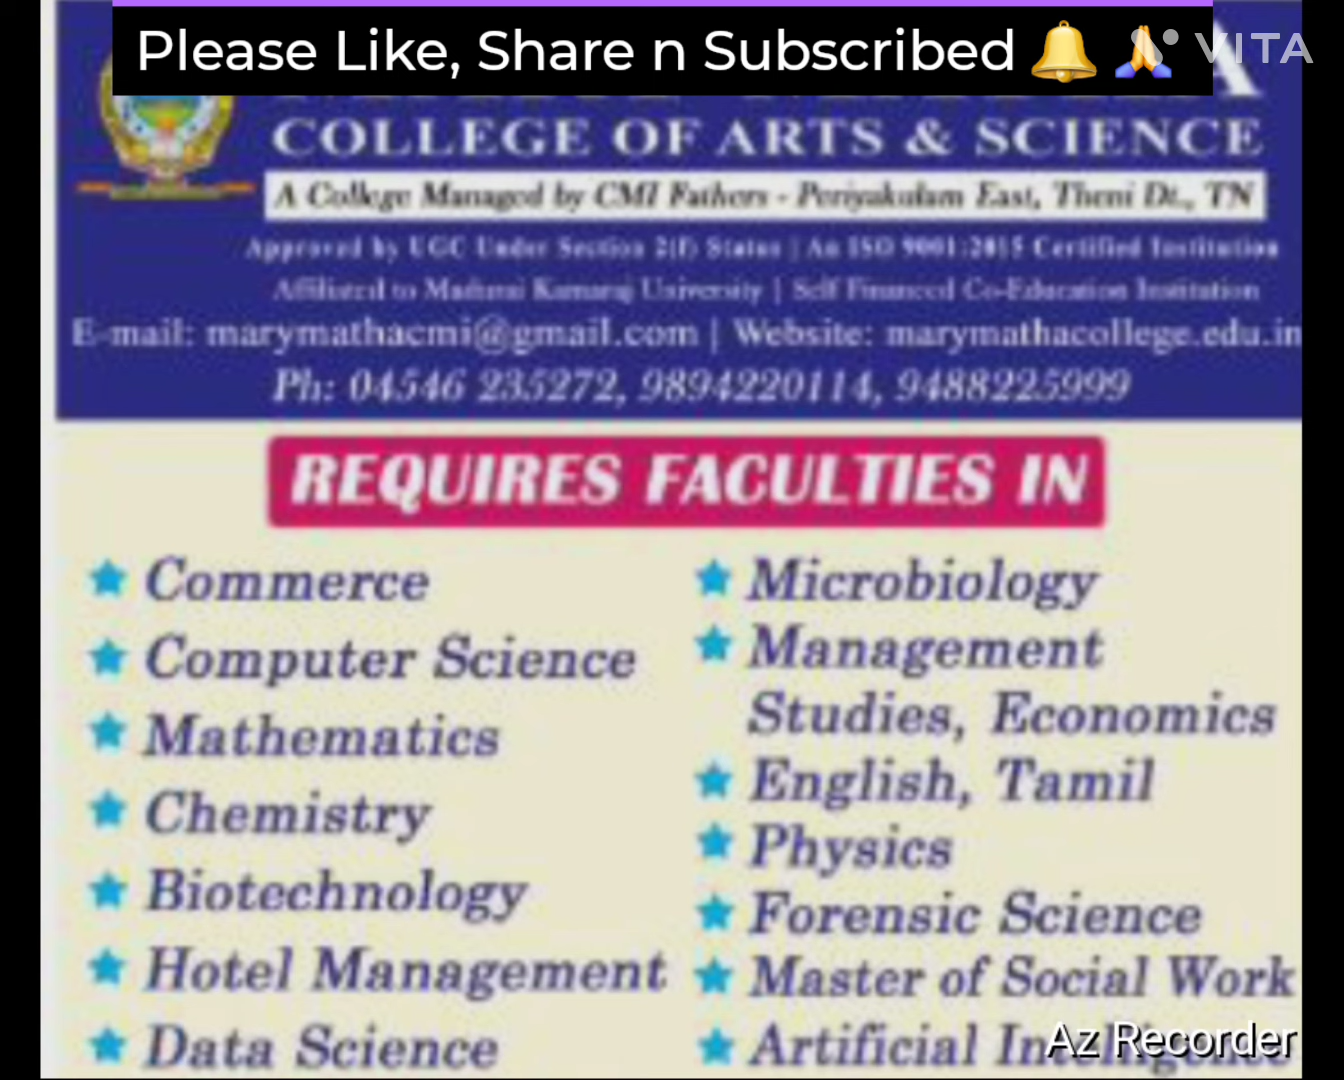 Please Like, Share n Subscribed 🔔 🙏
VITA
A
COLLEGE OF ARTS & SCIENCE
A College Managed by CMI Fathers - Periyakulam East, Theni Dt., TN
Approved by UGC Under Section 2(f) Status | An ISO 9001:2015 Certified Institution
Affiliated to Madurai Kamaraj University | Self Financed Co-Education Institution
E-mail: marymathacmi@gmail.com | Website: marymathacollege.edu.in
Ph: 04546 235272, 9894220114, 9488225999
REQUIRES FACULTIES IN
Commerce
Computer Science
Mathematics
Chemistry
Biotechnology
Hotel Management
Data Science
Microbiology
Management
Studies, Economics
English, Tamil
Physics
Forensic Science
Master of Social Work
Artificial
Az Recorder